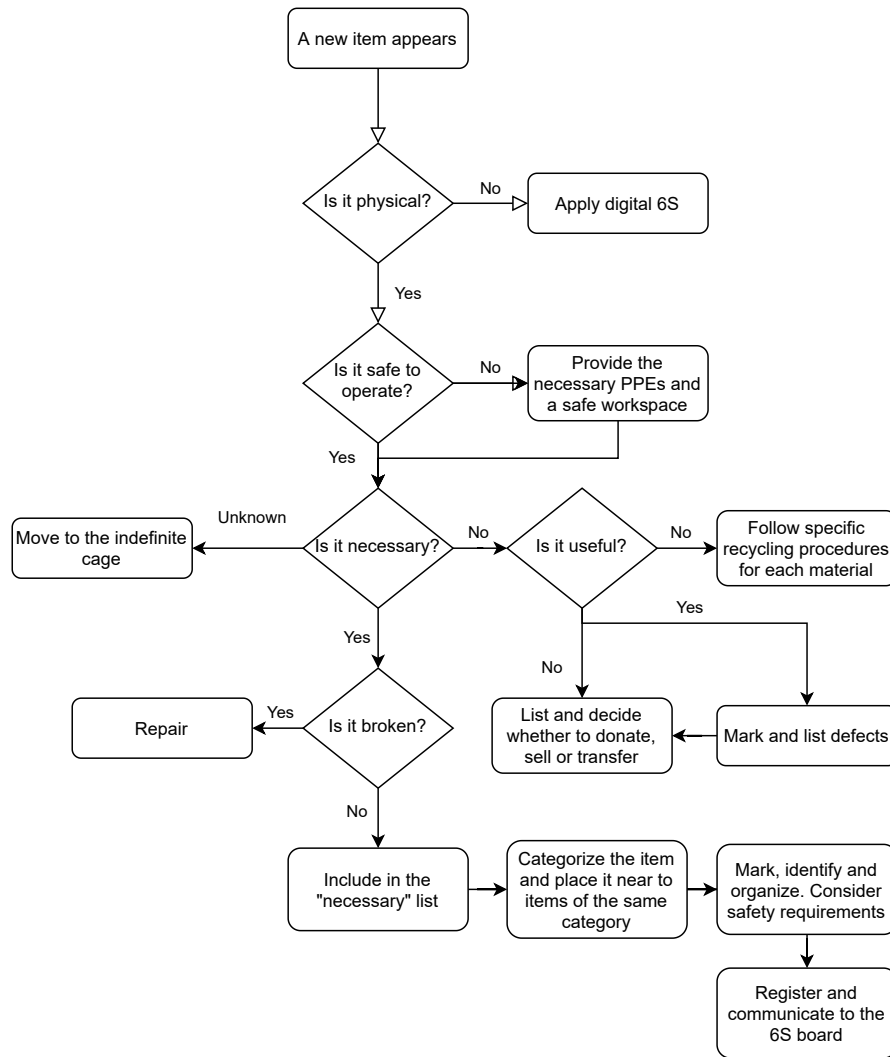 A new item appears
Is it physical?
No
Apply digital 6S
Yes
Is it safe to
operate?
No
Provide the
necessary PPEs and
a safe workspace
Yes
Unknown
Move to the indefinite
cage
Is it necessary?
No
Is it useful?
No
Follow specific
recycling procedures
for each material
Yes
Yes
No
Yes
Repair
Is it broken?
List and decide
whether to donate,
sell or transfer
Mark and list defects
No
Include in the
"necessary" list
Categorize the item
and place it near to
items of the same
category
Mark, identify and
organize. Consider
safety requirements
Register and
communicate to the
6S board